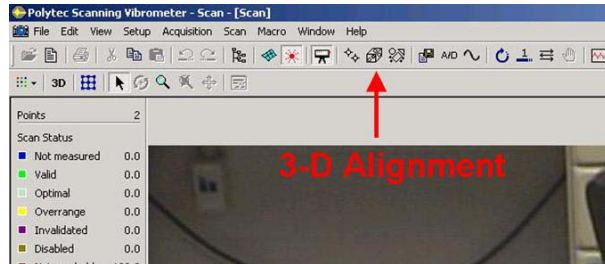 Polytec Scanning Vibrometer - Scan - [Scan]
File Edit View Setup Acquisition Scan Macro Window Help
A/D 1
3D
Points 2
Scan Status
Not measured 0.0
Valid 0.0
Optimal 0.0
Overrange 0.0
Invalidated 0.0
Disabled 0.0
3-D Alignment